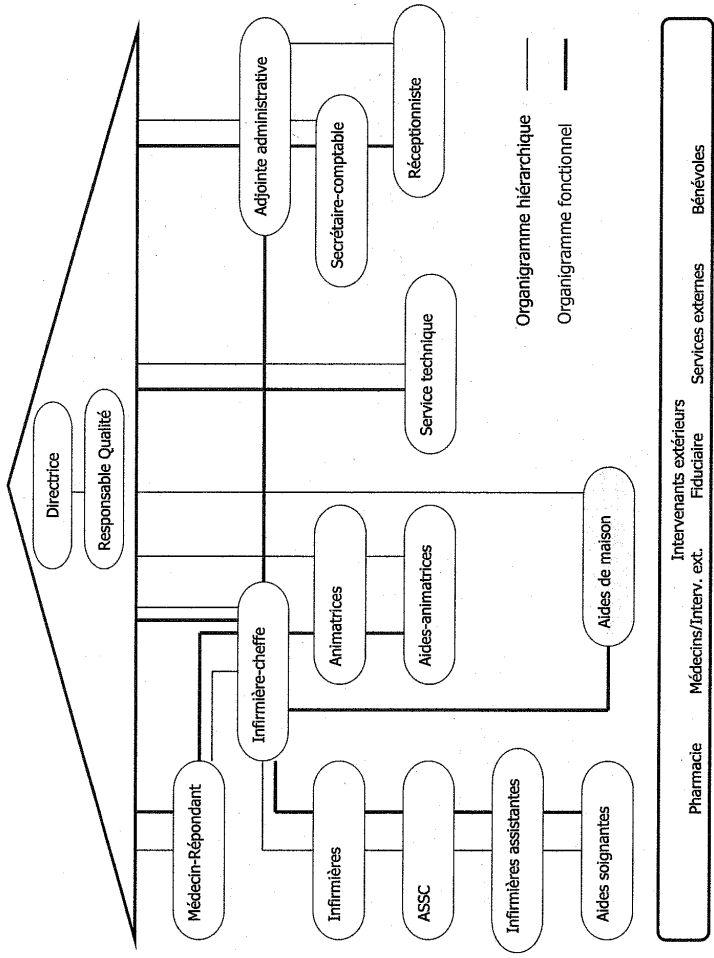 Directrice
Responsable Qualité
Médecin-Répondant
Infirmière-cheffe
Adjointe administrative
Infirmières
Animatrices
Secrétaire-comptable
ASSC
Aides-animatrices
Service technique
Réceptionniste
Infirmières assistantes
Aides soignantes
Aides de maison
Organigramme hiérarchique
Organigramme fonctionnel
Intervenants extérieurs
Pharmacie Médecins/Interv. ext. Fiduciaire Services externes Bénévoles